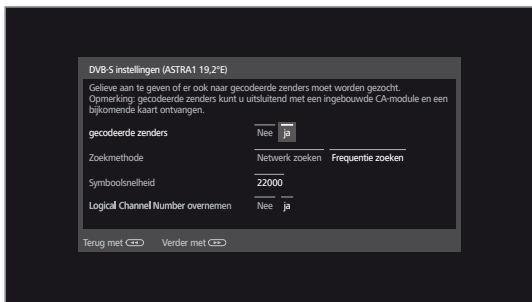 DVB-S instellingen (ASTRA1 19,2°E)
Gelieve aan te geven of er ook naar gecodeerde zenders moet worden gezocht.
Opmerking: gecodeerde zenders kunt u uitsluitend met een ingebouwde CA-module en een
bijkomende kaart ontvangen.
gecodeerde zenders Nee ja
Zoekmethode Netwerk zoeken Frequentie zoeken
Symboolsnelheid 22000
Logical Channel Number overnemen Nee ja
Terug met Verder met